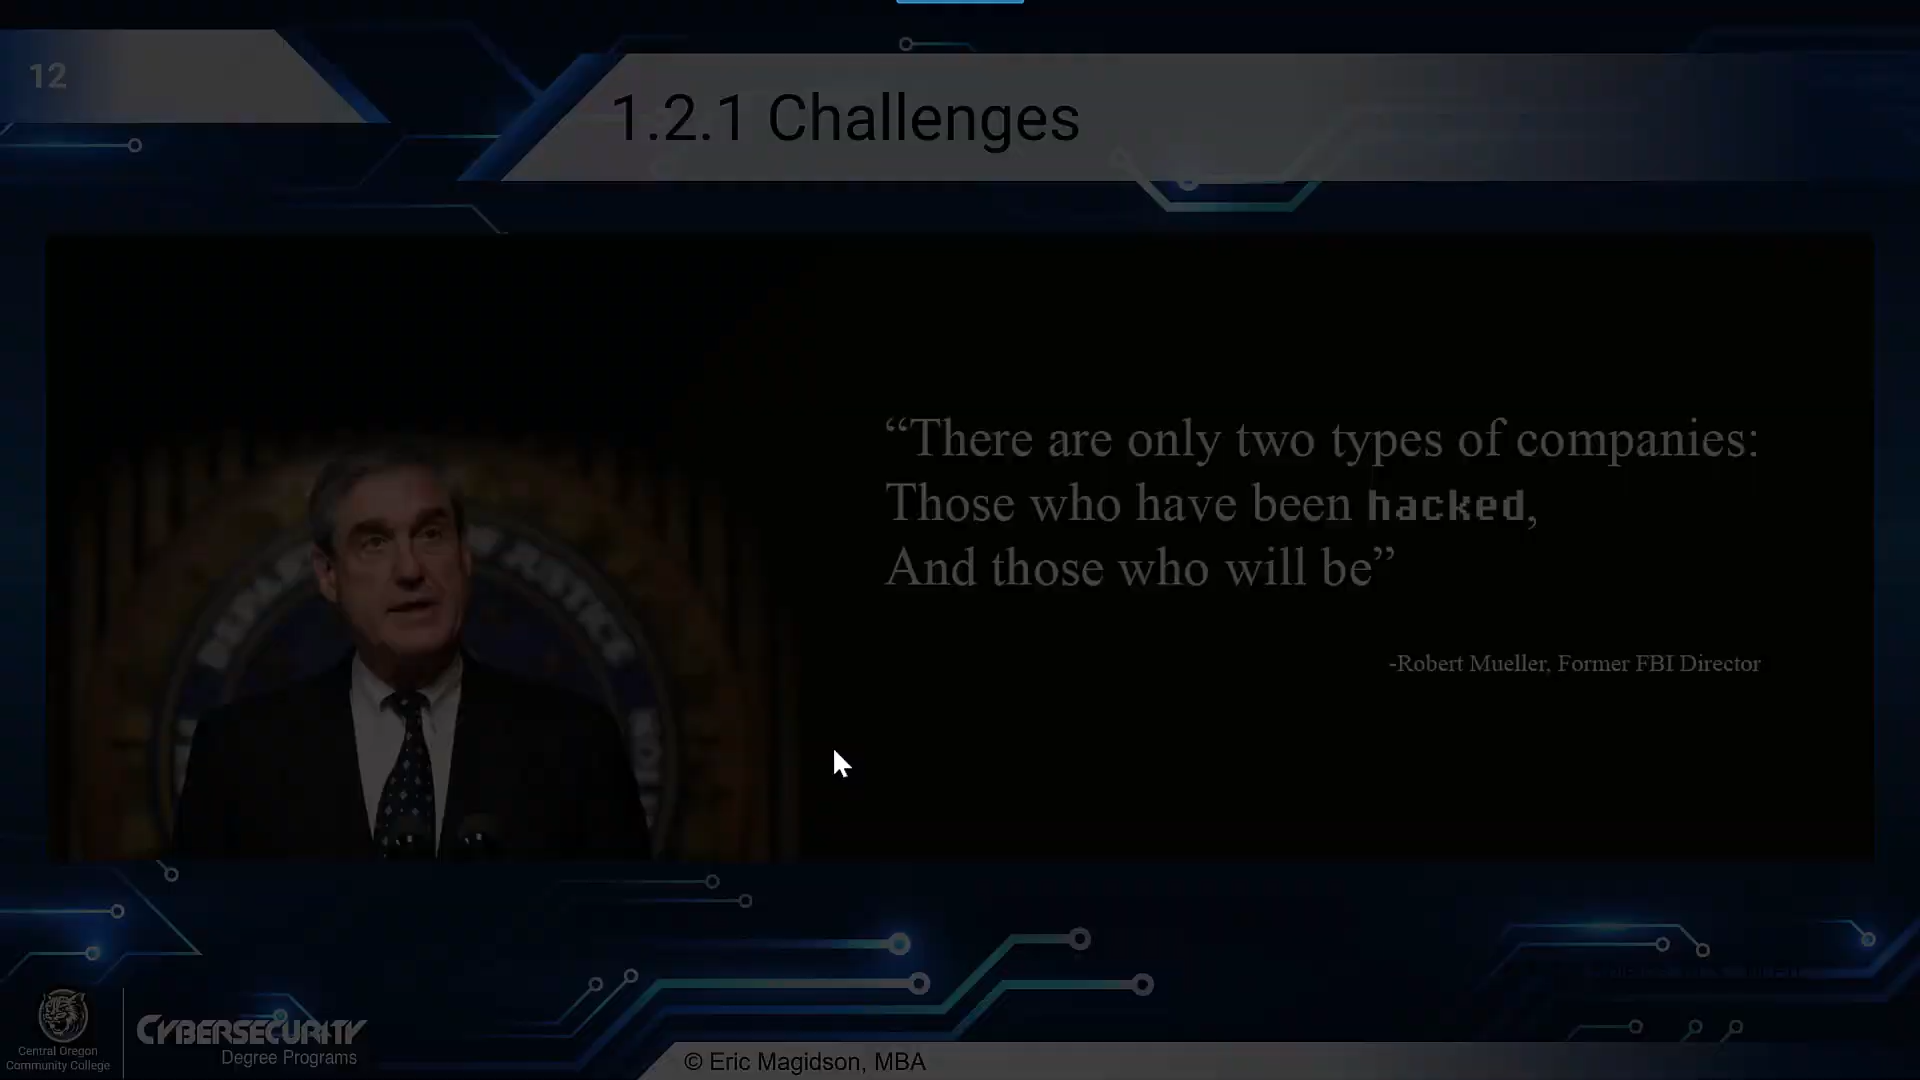 12
1.2.1 Challenges
“There are only two types of companies:
Those who have been hacked,
And those who will be”
-Robert Mueller, Former FBI Director
Central Oregon
Community College
CYBERSECURITY
Degree Programs
© Eric Magidson, MBA